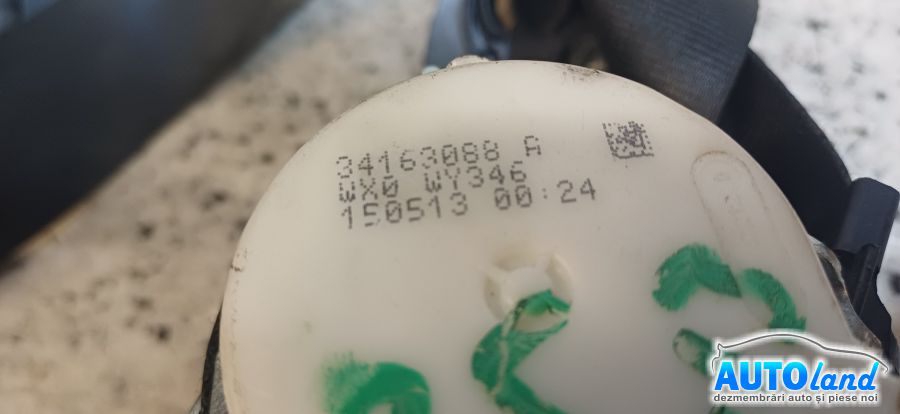 34163088 A
WX0 WY346
150513 00:24
AUTOland
dezmembrări auto și piese noi